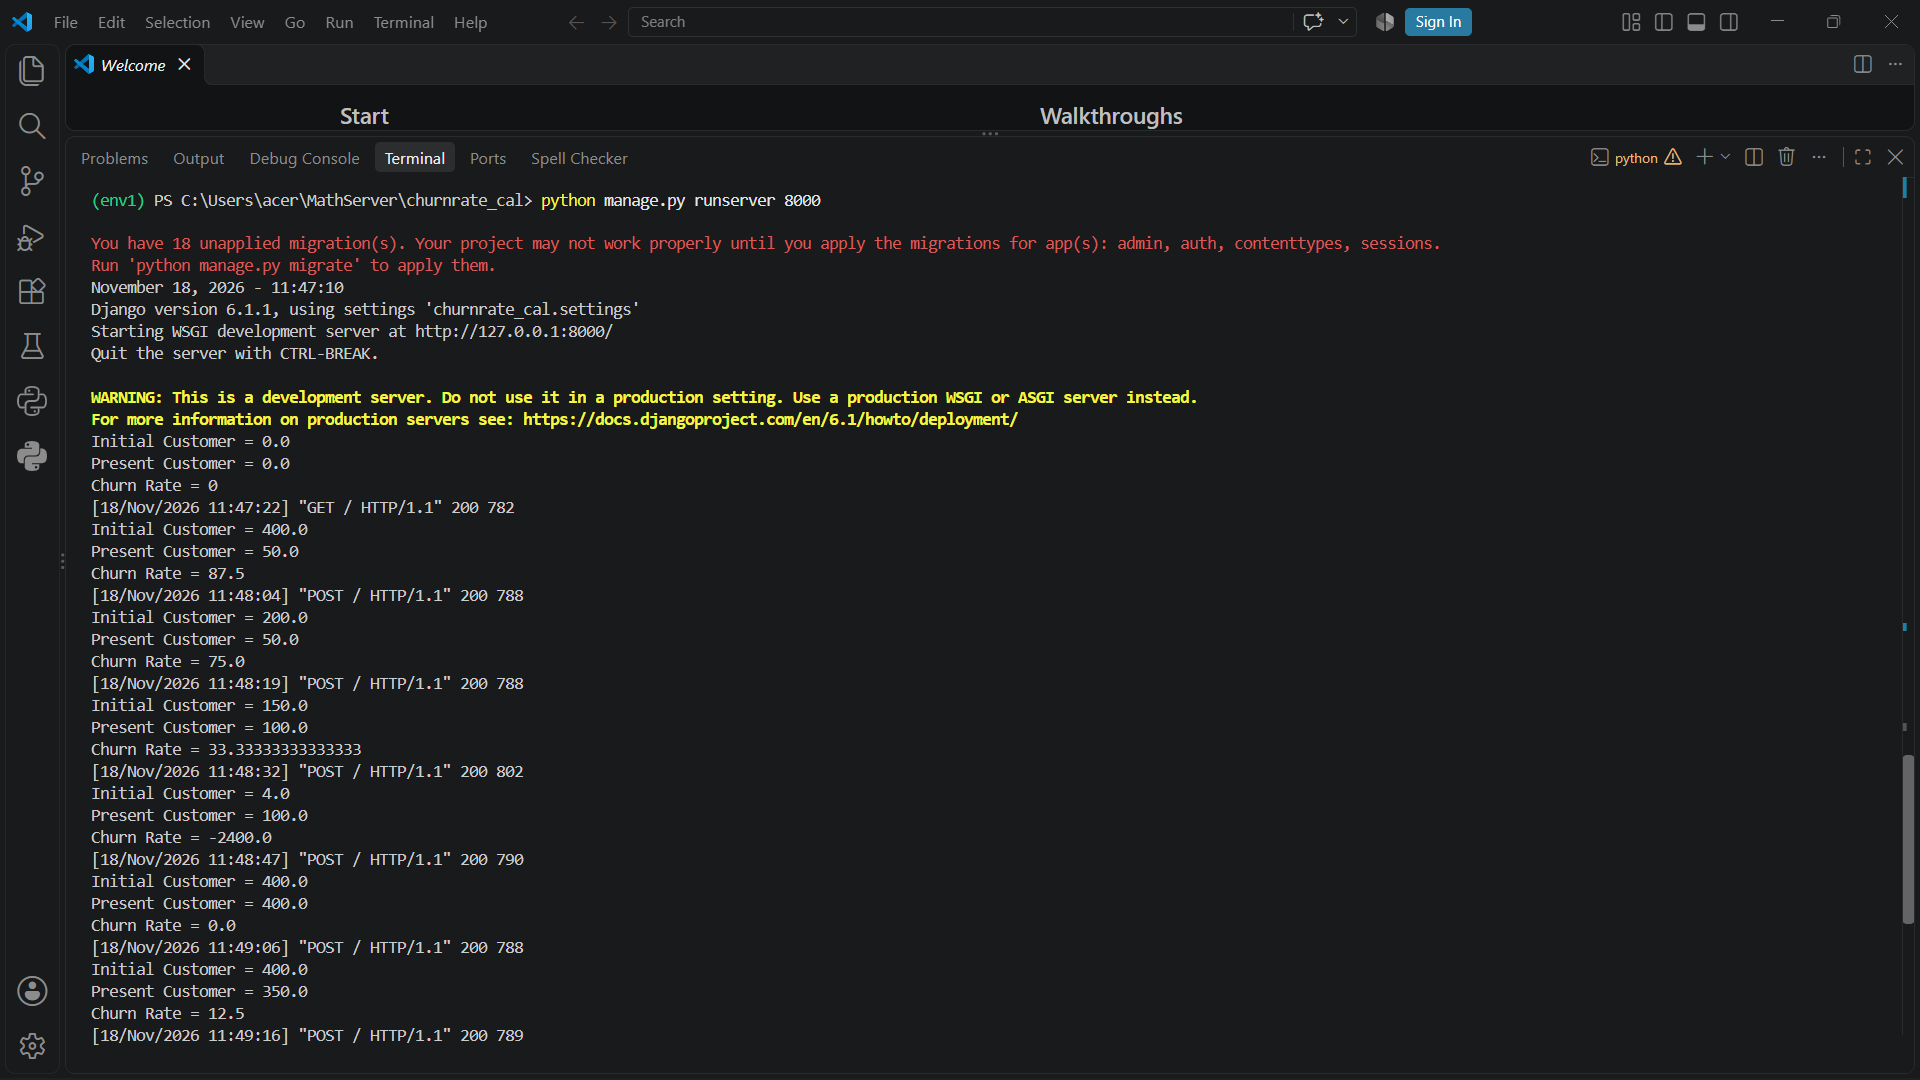 File Edit Selection View Go Run Terminal Help Search Sign In
Welcome
Start Walkthroughs
Problems Output Debug Console Terminal Ports Spell Checker python
(env1) PS C:\Users\acer\MathServer\churnrate_cal> python manage.py runserver 8000
You have 18 unapplied migration(s). Your project may not work properly until you apply the migrations for app(s): admin, auth, contenttypes, sessions.
Run 'python manage.py migrate' to apply them.
November 18, 2026 - 11:47:10
Django version 6.1.1, using settings 'churnrate_cal.settings'
Starting WSGI development server at http://127.0.0.1:8000/
Quit the server with CTRL-BREAK.
WARNING: This is a development server. Do not use it in a production setting. Use a production WSGI or ASGI server instead.
For more information on production servers see: https://docs.djangoproject.com/en/6.1/howto/deployment/
Initial Customer = 0.0
Present Customer = 0.0
Churn Rate = 0
[18/Nov/2026 11:47:22] "GET / HTTP/1.1" 200 782
Initial Customer = 400.0
Present Customer = 50.0
Churn Rate = 87.5
[18/Nov/2026 11:48:04] "POST / HTTP/1.1" 200 788
Initial Customer = 200.0
Present Customer = 50.0
Churn Rate = 75.0
[18/Nov/2026 11:48:19] "POST / HTTP/1.1" 200 788
Initial Customer = 150.0
Present Customer = 100.0
Churn Rate = 33.33333333333333
[18/Nov/2026 11:48:32] "POST / HTTP/1.1" 200 802
Initial Customer = 4.0
Present Customer = 100.0
Churn Rate = -2400.0
[18/Nov/2026 11:48:47] "POST / HTTP/1.1" 200 790
Initial Customer = 400.0
Present Customer = 400.0
Churn Rate = 0.0
[18/Nov/2026 11:49:06] "POST / HTTP/1.1" 200 788
Initial Customer = 400.0
Present Customer = 350.0
Churn Rate = 12.5
[18/Nov/2026 11:49:16] "POST / HTTP/1.1" 200 789